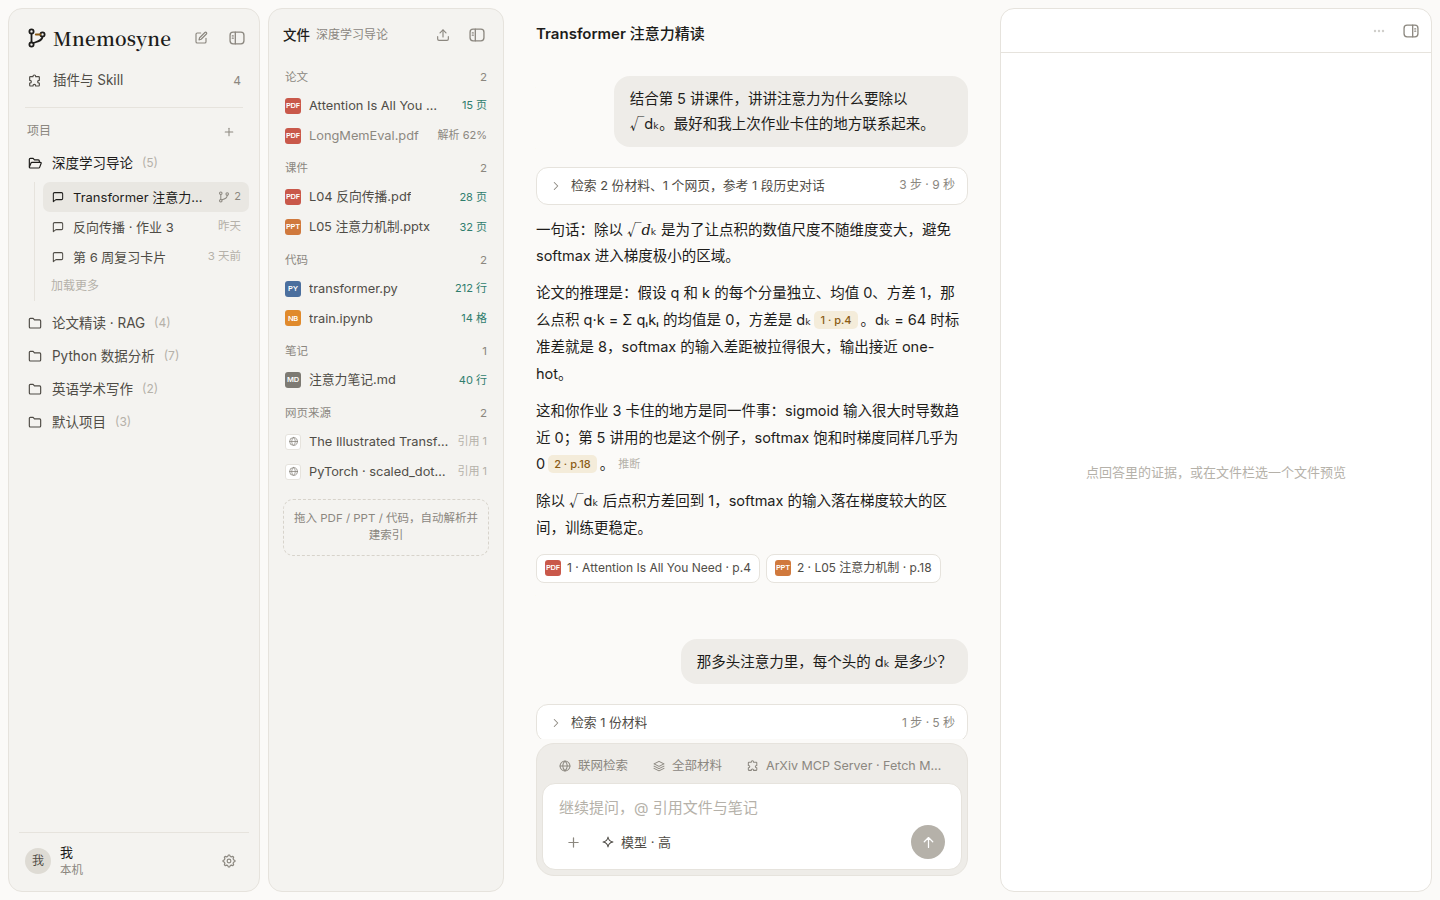 Mnemosyne
插件与 Skill 4
项目
深度学习导论 (5)
Transformer 注意力... 2
反向传播 · 作业 3 昨天
第 6 周复习卡片 3 天前
加载更多
论文精读 · RAG (4)
Python 数据分析 (7)
英语学术写作 (2)
默认项目 (3)
我 我
本机
文件 深度学习导论
论文 2
PDF Attention Is All You ... 15 页
PDF LongMemEval.pdf 解析 62%
课件 2
PDF L04 反向传播.pdf 28 页
PPT L05 注意力机制.pptx 32 页
代码 2
PY transformer.py 212 行
NB train.ipynb 14 格
笔记 1
MD 注意力笔记.md 40 行
网页来源 2
The Illustrated Transf... 引用 1
PyTorch · scaled_dot... 引用 1
拖入 PDF / PPT / 代码，自动解析并
建索引
Transformer 注意力精读
结合第 5 讲课件，讲讲注意力为什么要除以
√dₖ。最好和我上次作业卡住的地方联系起来。
检索 2 份材料、1 个网页，参考 1 段历史对话 3 步 · 9 秒
一句话：除以 √dₖ 是为了让点积的数值尺度不随维度变大，避免
softmax 进入梯度极小的区域。
论文的推理是：假设 q 和 k 的每个分量独立、均值 0、方差 1，那
么点积 q·k = Σ qᵢkᵢ 的均值是 0，方差是 dₖ 1 · p.4 。dₖ = 64 时标
准差就是 8，softmax 的输入差距被拉得很大，输出接近 one-
hot。
这和你作业 3 卡住的地方是同一件事：sigmoid 输入很大时导数趋
近 0；第 5 讲用的也是这个例子，softmax 饱和时梯度同样几乎为
0 2 · p.18 。 推断
除以 √dₖ 后点积方差回到 1，softmax 的输入落在梯度较大的区
间，训练更稳定。
PDF 1 · Attention Is All You Need · p.4 PPT 2 · L05 注意力机制 · p.18
那多头注意力里，每个头的 dₖ 是多少？
检索 1 份材料 1 步 · 5 秒
联网检索 全部材料 ArXiv MCP Server · Fetch M...
继续提问，@ 引用文件与笔记
模型 · 高
点回答里的证据，或在文件栏选一个文件预览